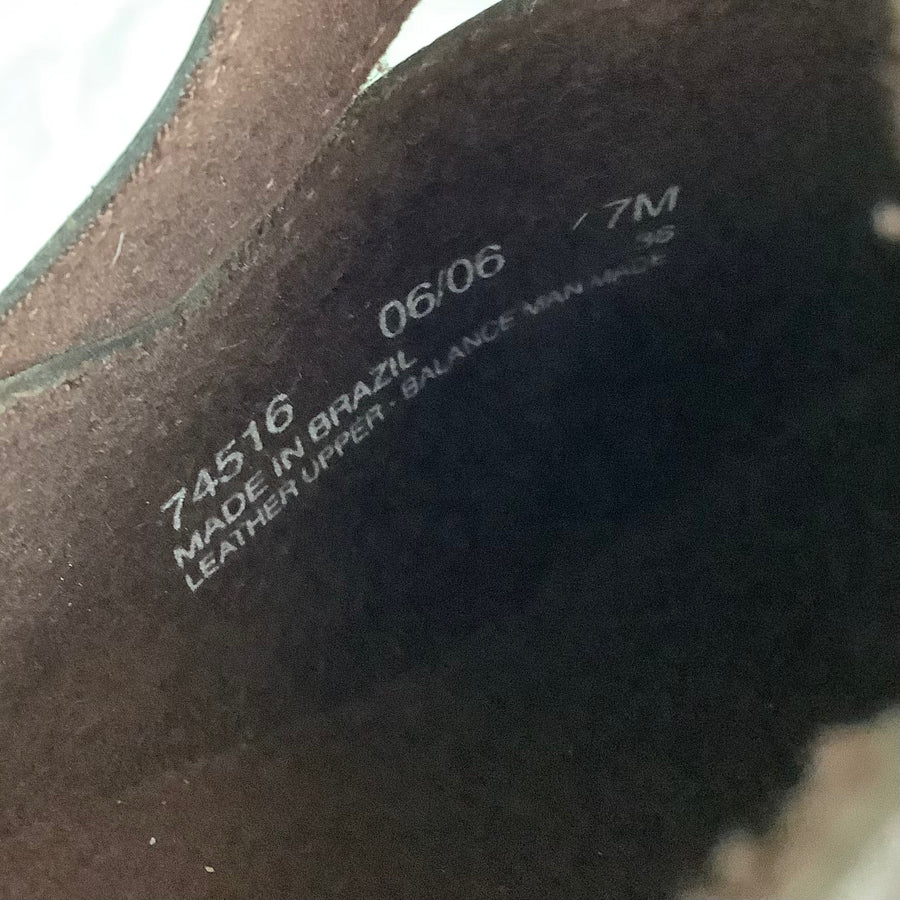 74516 06/06 7M
36
MADE IN BRAZIL
LEATHER UPPER - BALANCE MAN MADE